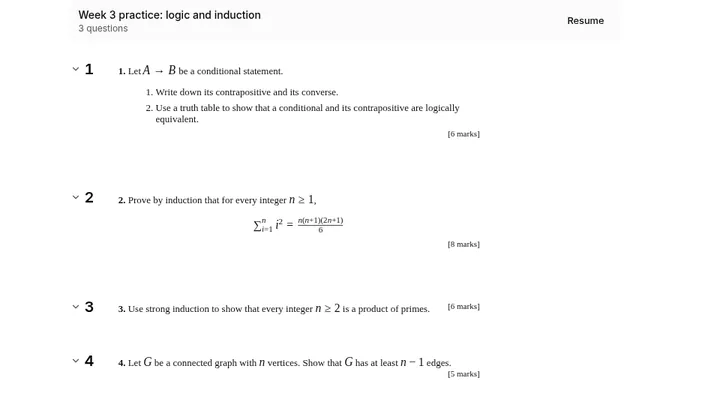 Week 3 practice: logic and induction
3 questions
Resume
1
1. Let A → B be a conditional statement.
1. Write down its contrapositive and its converse.
2. Use a truth table to show that a conditional and its contrapositive are logically
equivalent.
[6 marks]
2
2. Prove by induction that for every integer n ≥ 1,
∑ⁿᵢ₌₁ i² = n(n+1)(2n+1)/6
[8 marks]
3
3. Use strong induction to show that every integer n ≥ 2 is a product of primes.
[6 marks]
4
4. Let G be a connected graph with n vertices. Show that G has at least n − 1 edges.
[5 marks]